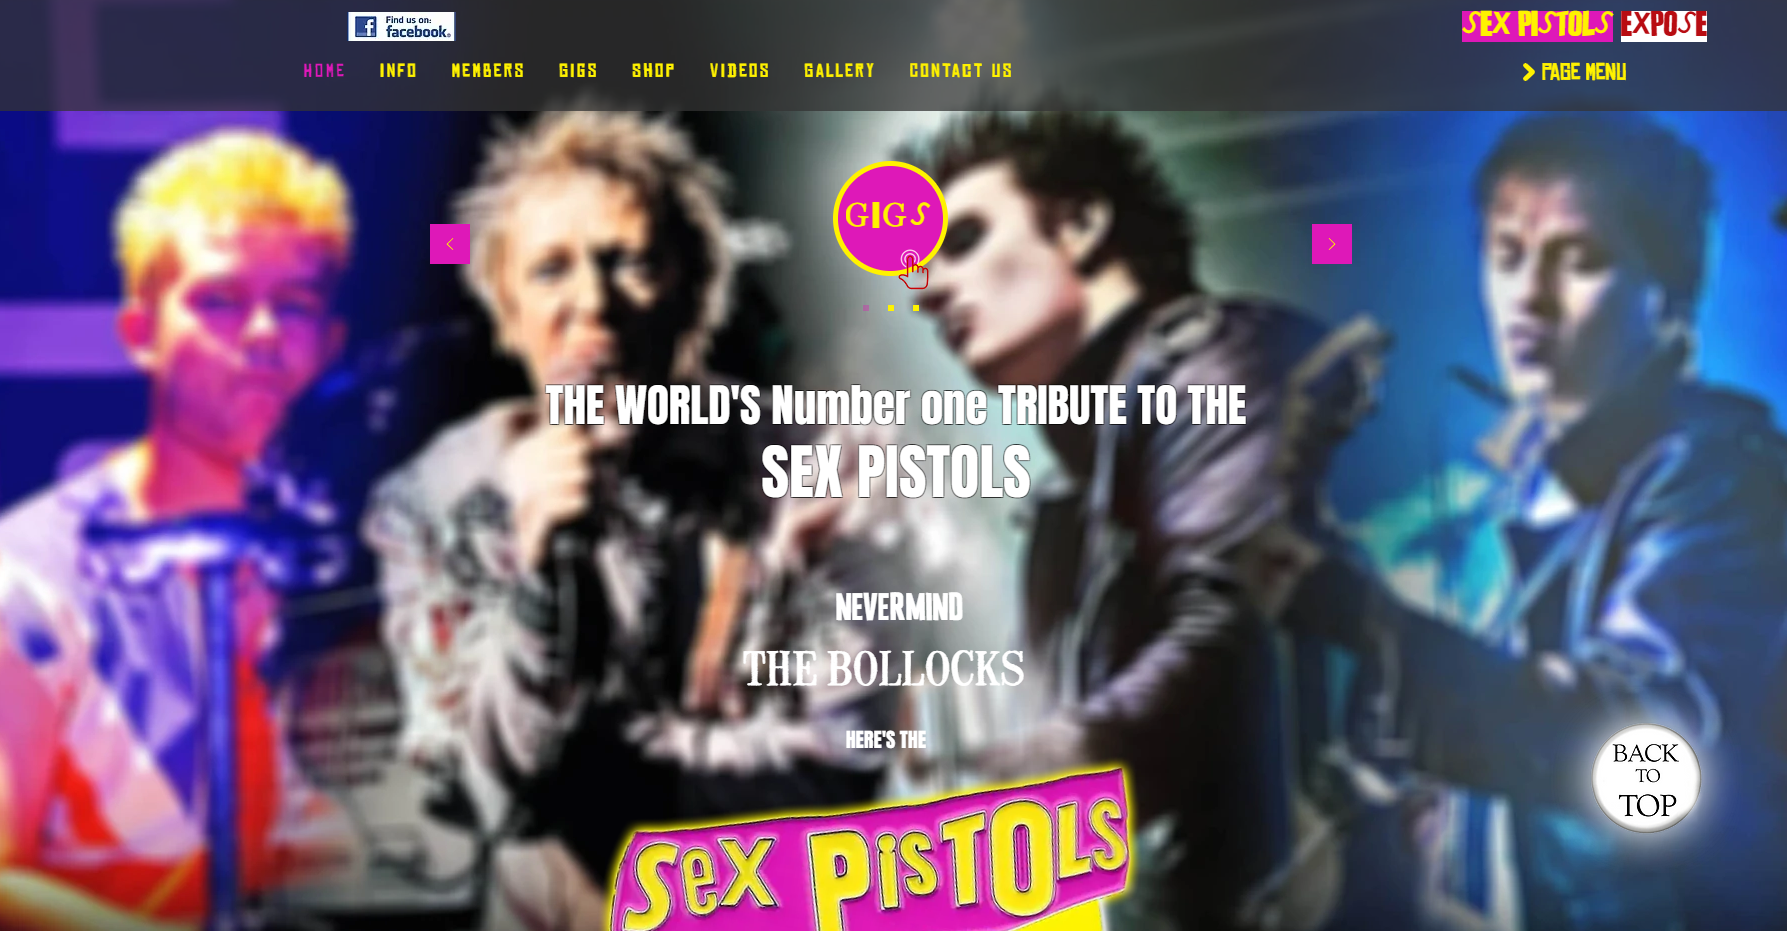 Find us on:
facebook.
SEX PISTOLS EXPOSE
HOME INFO MEMBERS GIGS SHOP VIDEOS GALLERY CONTACT US
PAGE MENU
GIGS
THE WORLD'S Number one TRIBUTE TO THE
SEX PISTOLS
NEVERMIND
THE BOLLOCKS
HERE'S THE
SeX PiSTOLS
BACK
TO
TOP